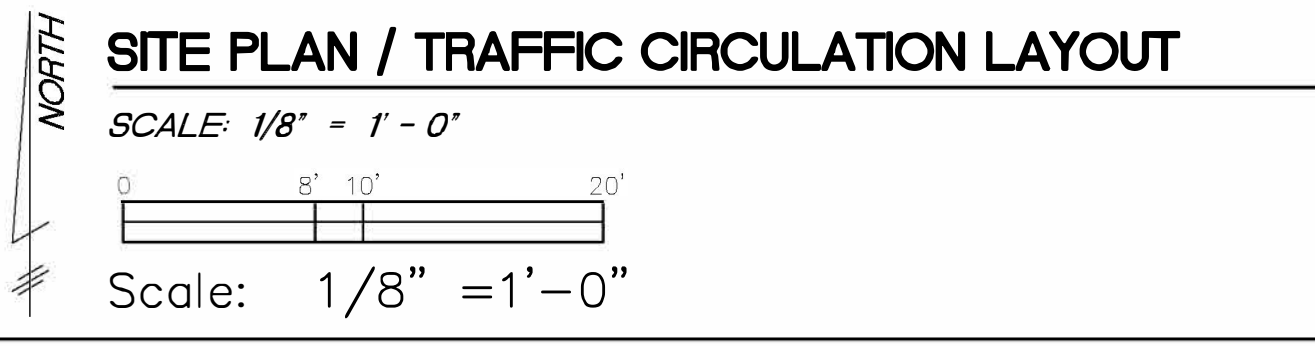 NORTH
SITE PLAN / TRAFFIC CIRCULATION LAYOUT
SCALE: 1/8" = 1' - 0"
0 8' 10' 20'
Scale: 1/8" =1'-0"